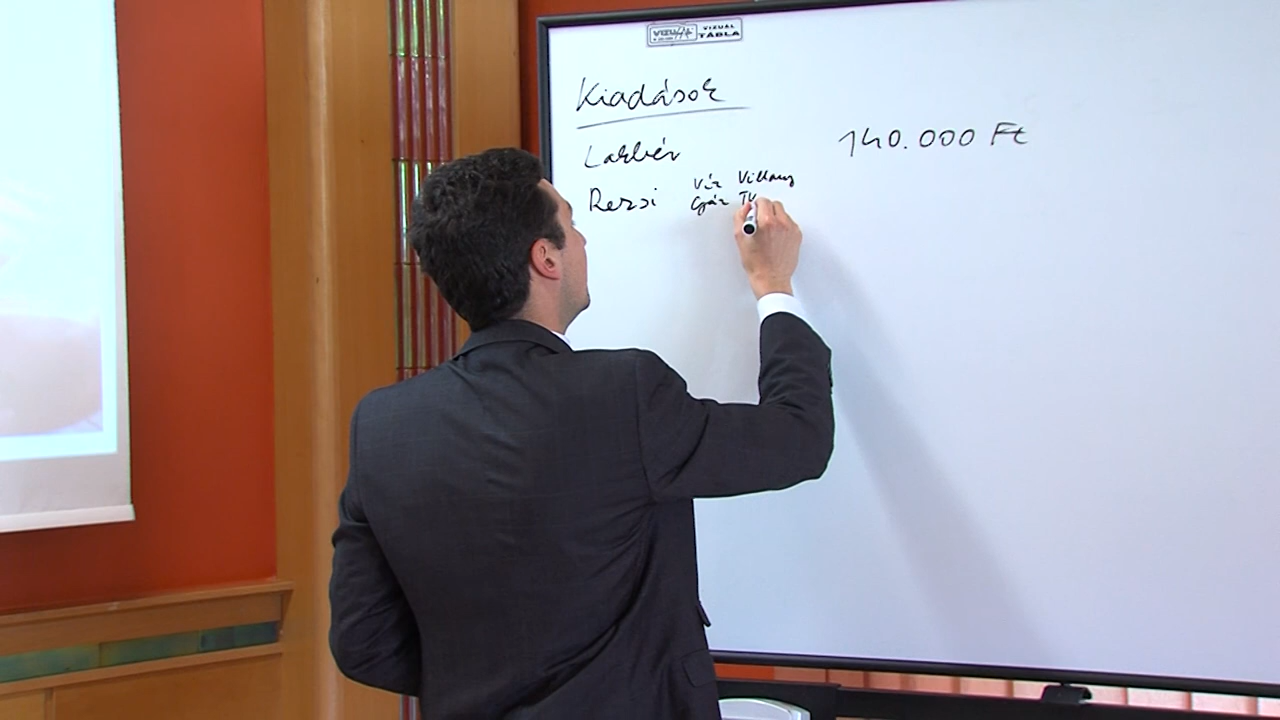 VIZUÁL
TÁBLA
Kiadások
Lakbér 140.000 Ft
Rezsi Víz Villany
Gáz TV